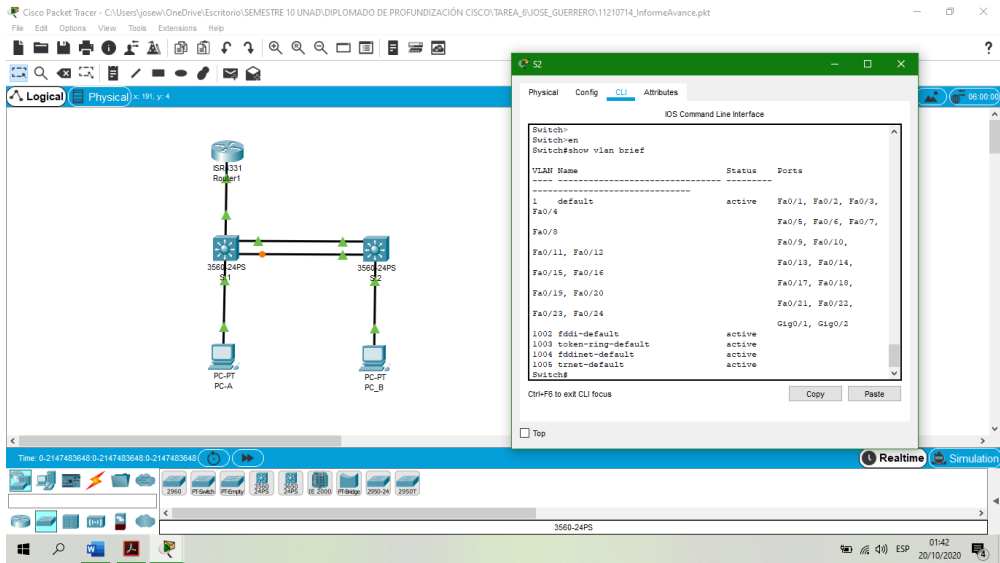 Cisco Packet Tracer - C:\Users\josew\OneDrive\Escritorio\SEMESTRE 10 UNAD\DIPLOMADO DE PROFUNDIZACIÓN CISCO\TAREA_6\JOSE_GUERRERO\11210714_InformeAvance.pkt
File Edit Options View Tools Extensions Help
?
Logical Physical x: 191, y: 4
06:00:00
ISR4331
Router1
3560-24PS
3560-24PS
PC-PT
PC-A
PC-PT
PC_B
S2
Physical Config CLI Attributes
IOS Command Line Interface
Switch>
Switch>en
Switch#show vlan brief
VLAN Name Status Ports
---- -------------------------------- --------- -------------------------------
1 default active Fa0/1, Fa0/2, Fa0/3,
Fa0/4
Fa0/5, Fa0/6, Fa0/7,
Fa0/8
Fa0/9, Fa0/10,
Fa0/11, Fa0/12
Fa0/13, Fa0/14,
Fa0/15, Fa0/16
Fa0/17, Fa0/18,
Fa0/19, Fa0/20
Fa0/21, Fa0/22,
Fa0/23, Fa0/24
Gig0/1, Gig0/2
1002 fddi-default active
1003 token-ring-default active
1004 fddinet-default active
1005 trnet-default active
Switch#
Ctrl+F6 to exit CLI focus
Copy Paste
Top
Time: 0-2147483648:0-2147483648:0-2147483648
Realtime Simulation
2960 PT-Switch PT-Empty 3560 24PS 3650 24PS IE 2000 PT-Bridge 2950-24 2950T
3560-24PS
ESP
01:42
20/10/2020
4